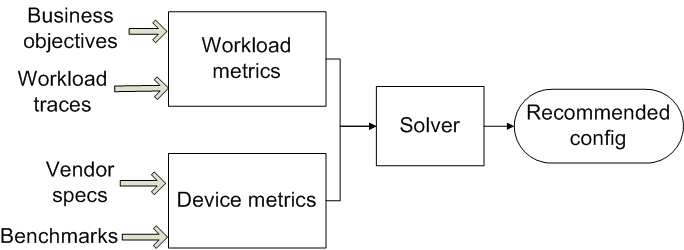 Business
objectives
Workload
traces
Workload
metrics
Vendor
specs
Benchmarks
Device metrics
Solver
Recommended
config